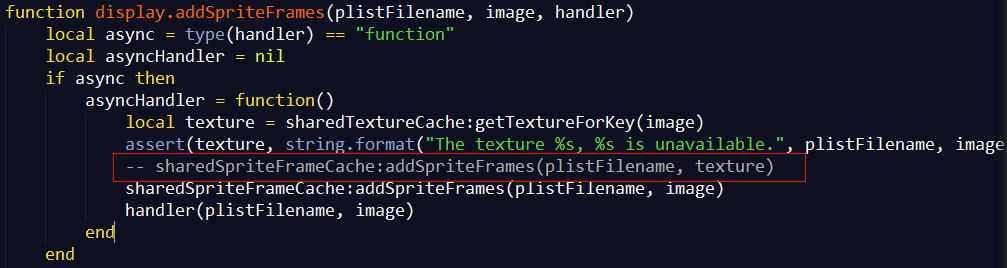 function display.addSpriteFrames(plistFilename, image, handler)
    local async = type(handler) == "function"
    local asyncHandler = nil
    if async then
        asyncHandler = function()
            local texture = sharedTextureCache:getTextureForKey(image)
            assert(texture, string.format("The texture %s, %s is unavailable.", plistFilename, image
            -- sharedSpriteFrameCache:addSpriteFrames(plistFilename, texture)
            sharedSpriteFrameCache:addSpriteFrames(plistFilename, image)
            handler(plistFilename, image)
        end
    end